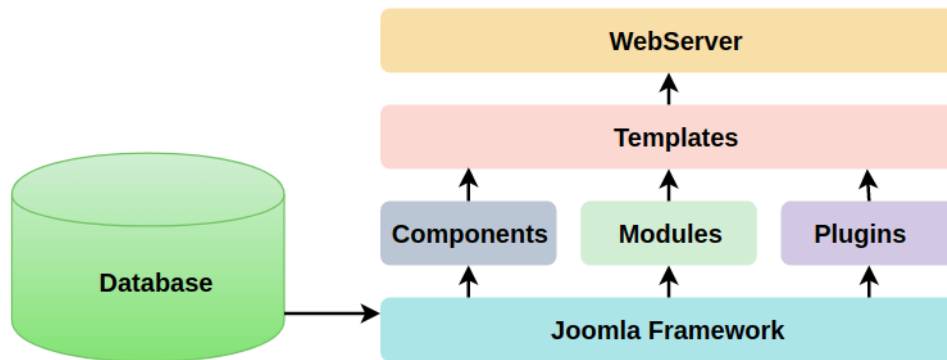 WebServer
Templates
Components
Modules
Plugins
Database
Joomla Framework